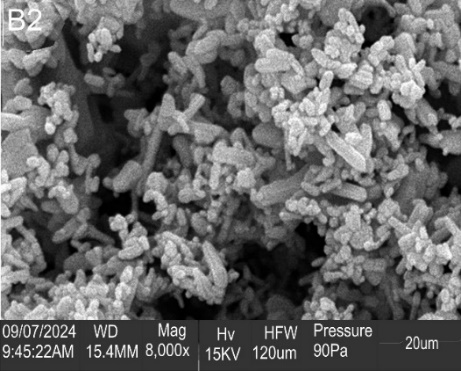 B2
09/07/2024 WD Mag Hv HFW Pressure
9:45:22AM 15.4MM 8,000x 15KV 120um 90Pa 20um